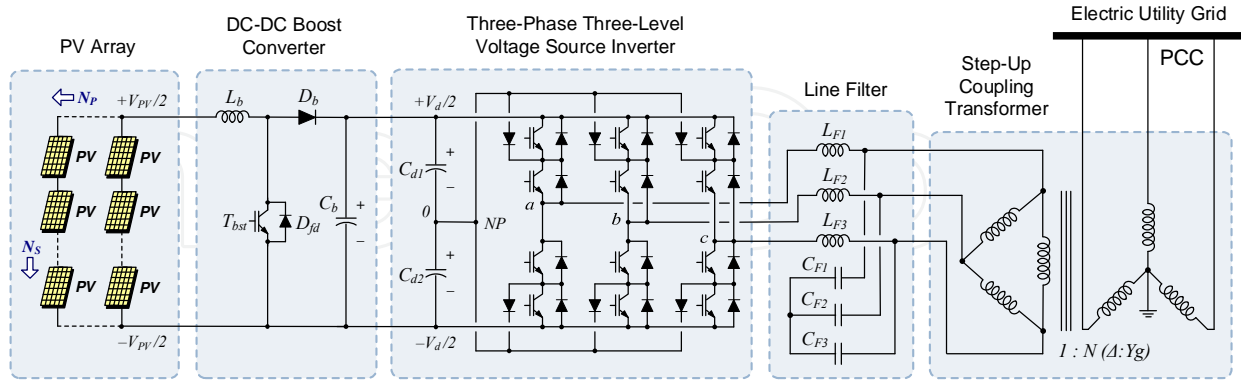 PV Array
DC-DC Boost
Converter
Three-Phase Three-Level
Voltage Source Inverter
Line Filter
Step-Up
Coupling
Transformer
Electric Utility Grid
PCC
N_P
+V_PV/2
L_b
D_b
+V_d/2
PV PV
PV PV
PV PV
N_S
−V_PV/2
T_bst
D_fd
C_b
+
−
C_d1
+
−
0
NP
C_d2
+
−
−V_d/2
a
b
c
L_F1
L_F2
L_F3
C_F1
C_F2
C_F3
1 : N (Δ:Yg)